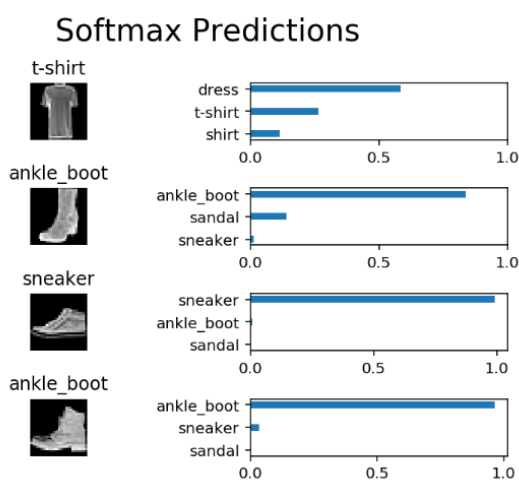 Softmax Predictions
t-shirt
dress
t-shirt
shirt
0.0 0.5 1.0
ankle_boot
ankle_boot
sandal
sneaker
0.0 0.5 1.0
sneaker
sneaker
ankle_boot
sandal
0.0 0.5 1.0
ankle_boot
ankle_boot
sneaker
sandal
0.0 0.5 1.0